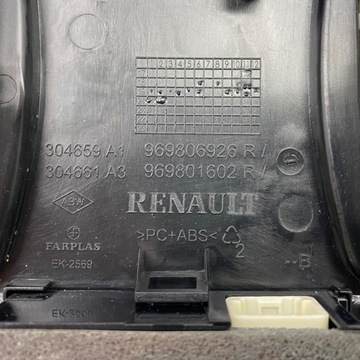 1 2 3 4 5 6 7 8 9 10 11 12
304659 A1 969806926 R /
304661 A3 969801602 R /
RENAULT
>PC+ABS<
2
FARPLAS
EK-2569